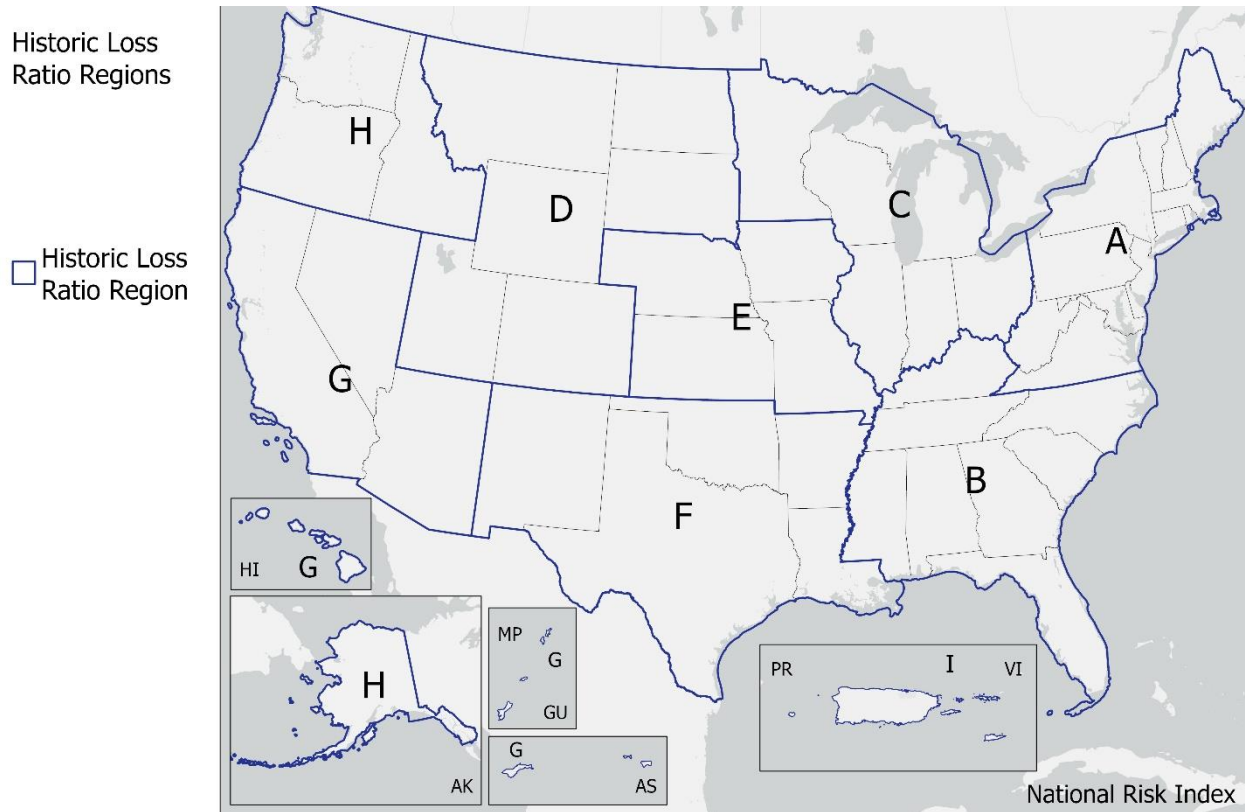 Historic Loss
Ratio Regions
Historic Loss
Ratio Region
H
D
C
A
E
G
B
F
HI
G
H
AK
MP
G
GU
G
AS
PR
I
VI
National Risk Index